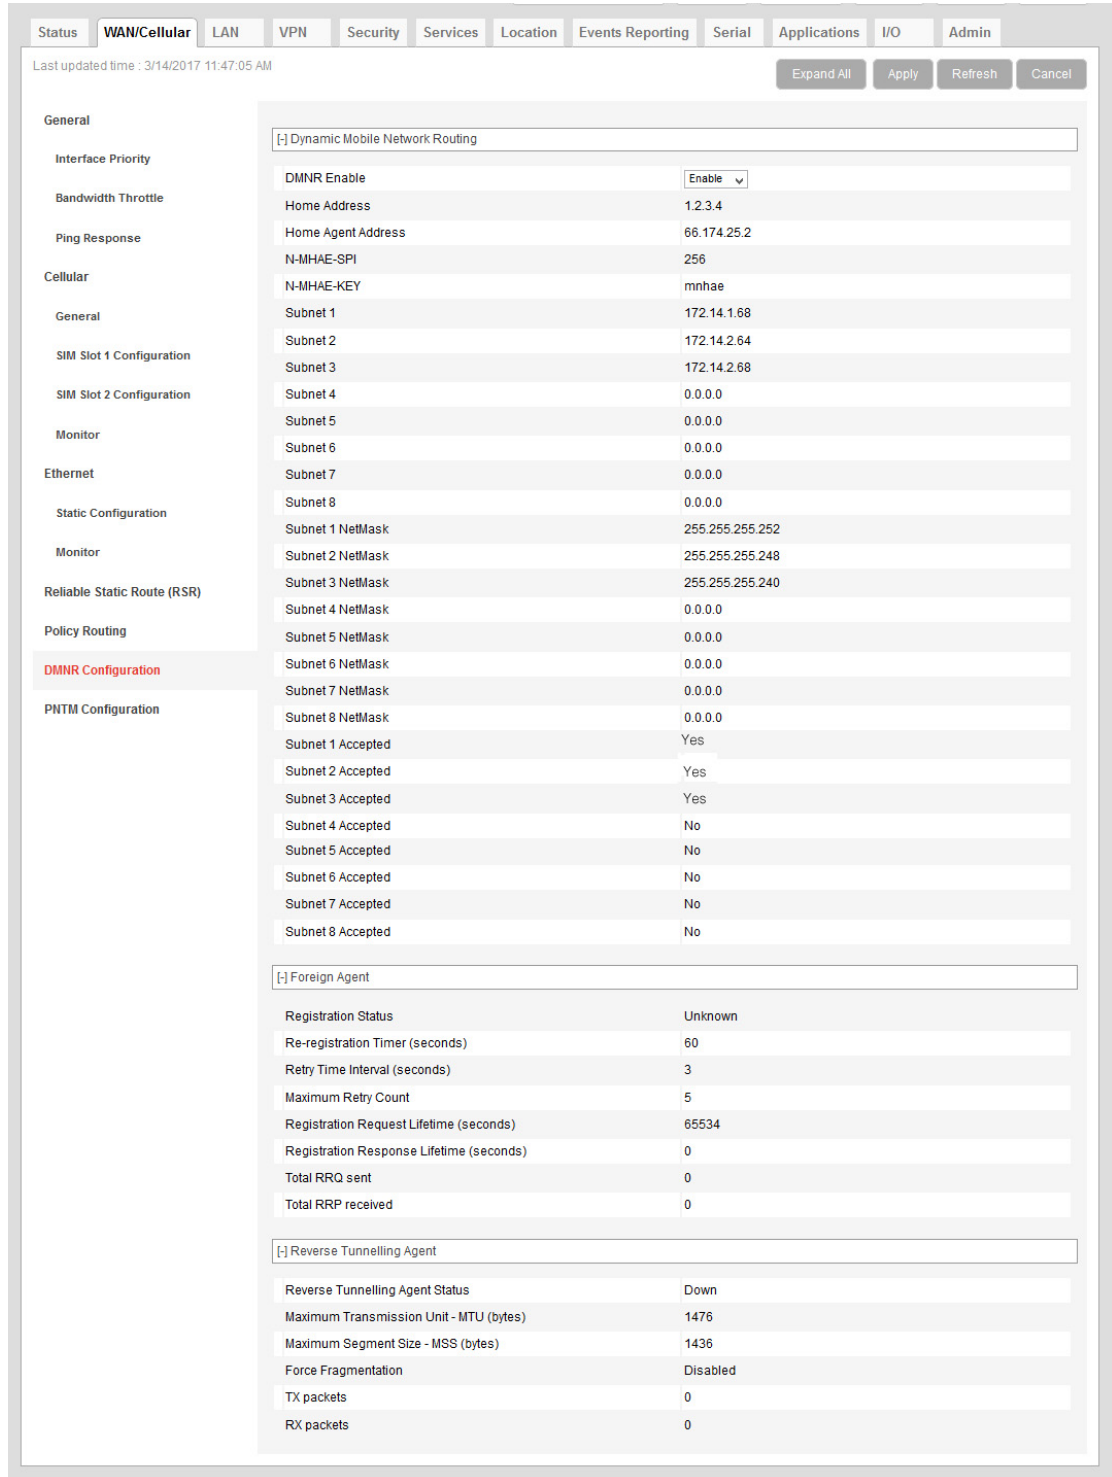 Status WAN/Cellular LAN VPN Security Services Location Events Reporting Serial Applications I/O Admin
Last updated time : 3/14/2017 11:47:05 AM
Expand All Apply Refresh Cancel
General
Interface Priority
Bandwidth Throttle
Ping Response
Cellular
General
SIM Slot 1 Configuration
SIM Slot 2 Configuration
Monitor
Ethernet
Static Configuration
Monitor
Reliable Static Route (RSR)
Policy Routing
DMNR Configuration
PNTM Configuration
[-] Dynamic Mobile Network Routing
DMNR Enable Enable
Home Address 1.2.3.4
Home Agent Address 66.174.25.2
N-MHAE-SPI 256
N-MHAE-KEY mnhae
Subnet 1 172.14.1.68
Subnet 2 172.14.2.64
Subnet 3 172.14.2.68
Subnet 4 0.0.0.0
Subnet 5 0.0.0.0
Subnet 6 0.0.0.0
Subnet 7 0.0.0.0
Subnet 8 0.0.0.0
Subnet 1 NetMask 255.255.255.252
Subnet 2 NetMask 255.255.255.248
Subnet 3 NetMask 255.255.255.240
Subnet 4 NetMask 0.0.0.0
Subnet 5 NetMask 0.0.0.0
Subnet 6 NetMask 0.0.0.0
Subnet 7 NetMask 0.0.0.0
Subnet 8 NetMask 0.0.0.0
Subnet 1 Accepted Yes
Subnet 2 Accepted Yes
Subnet 3 Accepted Yes
Subnet 4 Accepted No
Subnet 5 Accepted No
Subnet 6 Accepted No
Subnet 7 Accepted No
Subnet 8 Accepted No
[-] Foreign Agent
Registration Status Unknown
Re-registration Timer (seconds) 60
Retry Time Interval (seconds) 3
Maximum Retry Count 5
Registration Request Lifetime (seconds) 65534
Registration Response Lifetime (seconds) 0
Total RRQ sent 0
Total RRP received 0
[-] Reverse Tunnelling Agent
Reverse Tunnelling Agent Status Down
Maximum Transmission Unit - MTU (bytes) 1476
Maximum Segment Size - MSS (bytes) 1436
Force Fragmentation Disabled
TX packets 0
RX packets 0